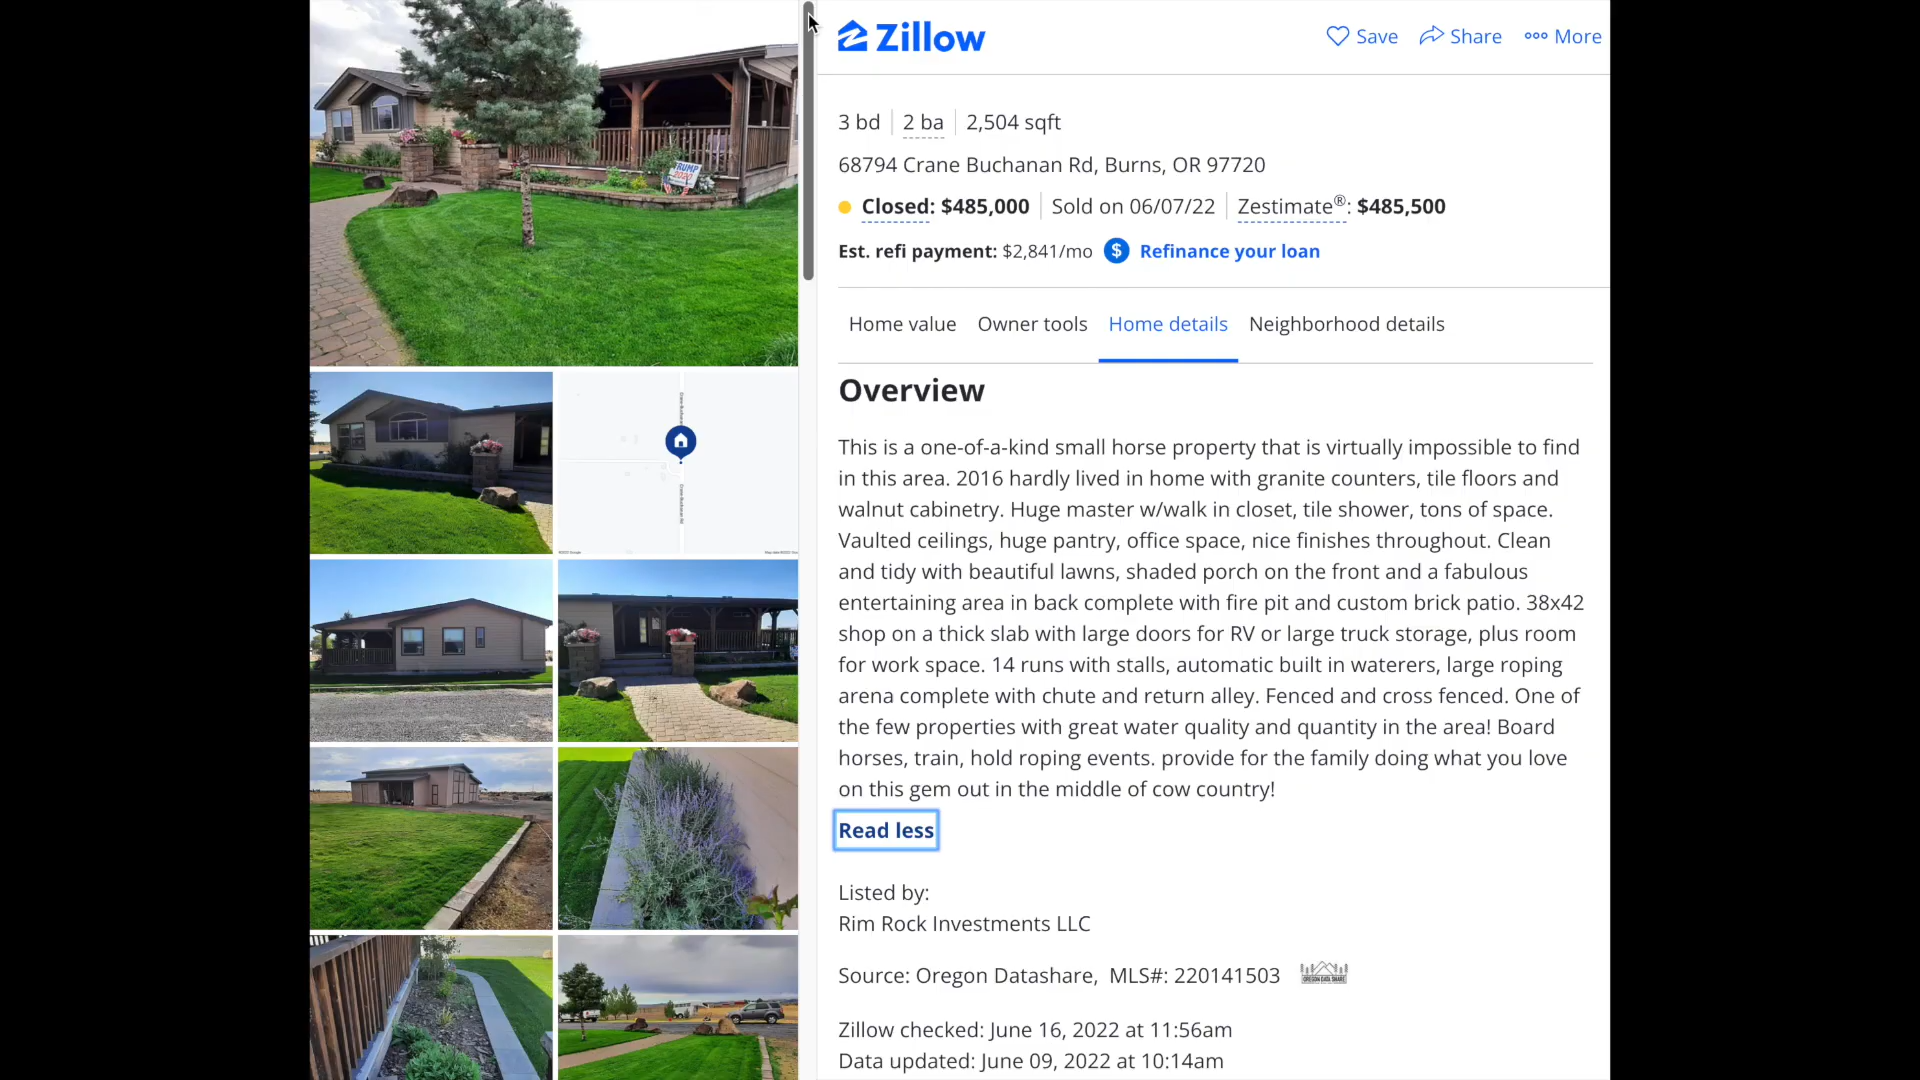 TRUMP
2020
Zillow
Save
Share
More
3 bd
2 ba
2,504 sqft
68794 Crane Buchanan Rd, Burns, OR 97720
Closed: $485,000
Sold on 06/07/22
Zestimate®: $485,500
Est. refi payment: $2,841/mo
$
Refinance your loan
Home value
Owner tools
Home details
Neighborhood details
Overview
This is a one-of-a-kind small horse property that is virtually impossible to find
in this area. 2016 hardly lived in home with granite counters, tile floors and
walnut cabinetry. Huge master w/walk in closet, tile shower, tons of space.
Vaulted ceilings, huge pantry, office space, nice finishes throughout. Clean
and tidy with beautiful lawns, shaded porch on the front and a fabulous
entertaining area in back complete with fire pit and custom brick patio. 38x42
shop on a thick slab with large doors for RV or large truck storage, plus room
for work space. 14 runs with stalls, automatic built in waterers, large roping
arena complete with chute and return alley. Fenced and cross fenced. One of
the few properties with great water quality and quantity in the area! Board
horses, train, hold roping events. provide for the family doing what you love
on this gem out in the middle of cow country!
Read less
Listed by:
Rim Rock Investments LLC
Source: Oregon Datashare,  MLS#: 220141503
OREGON DATA SHARE
Zillow checked: June 16, 2022 at 11:56am
Data updated: June 09, 2022 at 10:14am